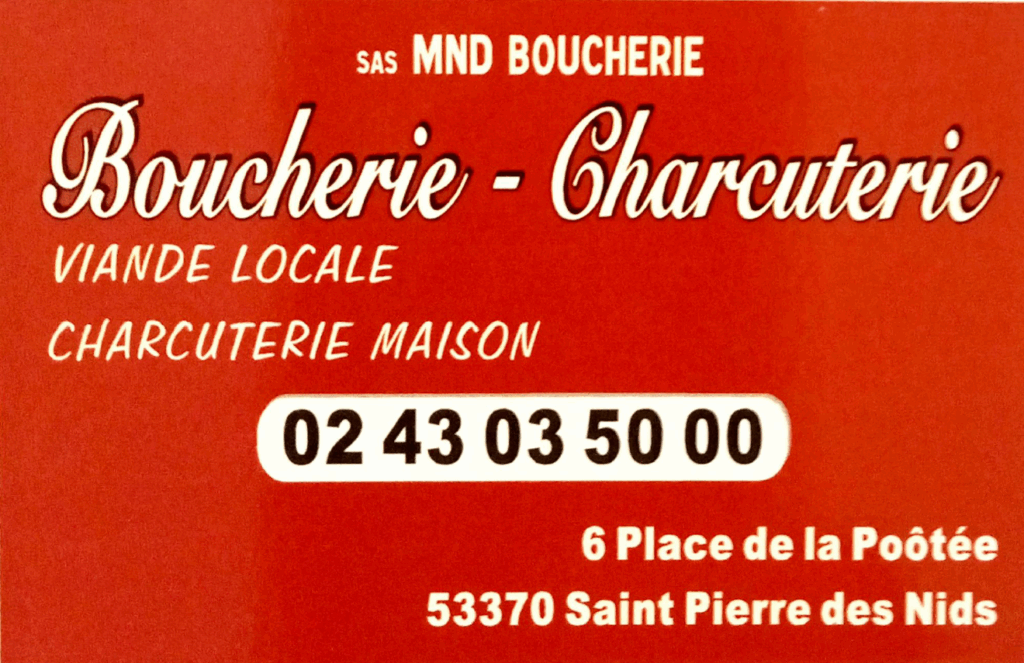 SAS MND BOUCHERIE
Boucherie - Charcuterie
VIANDE LOCALE
CHARCUTERIE MAISON
02 43 03 50 00
6 Place de la Poôtée
53370 Saint Pierre des Nids